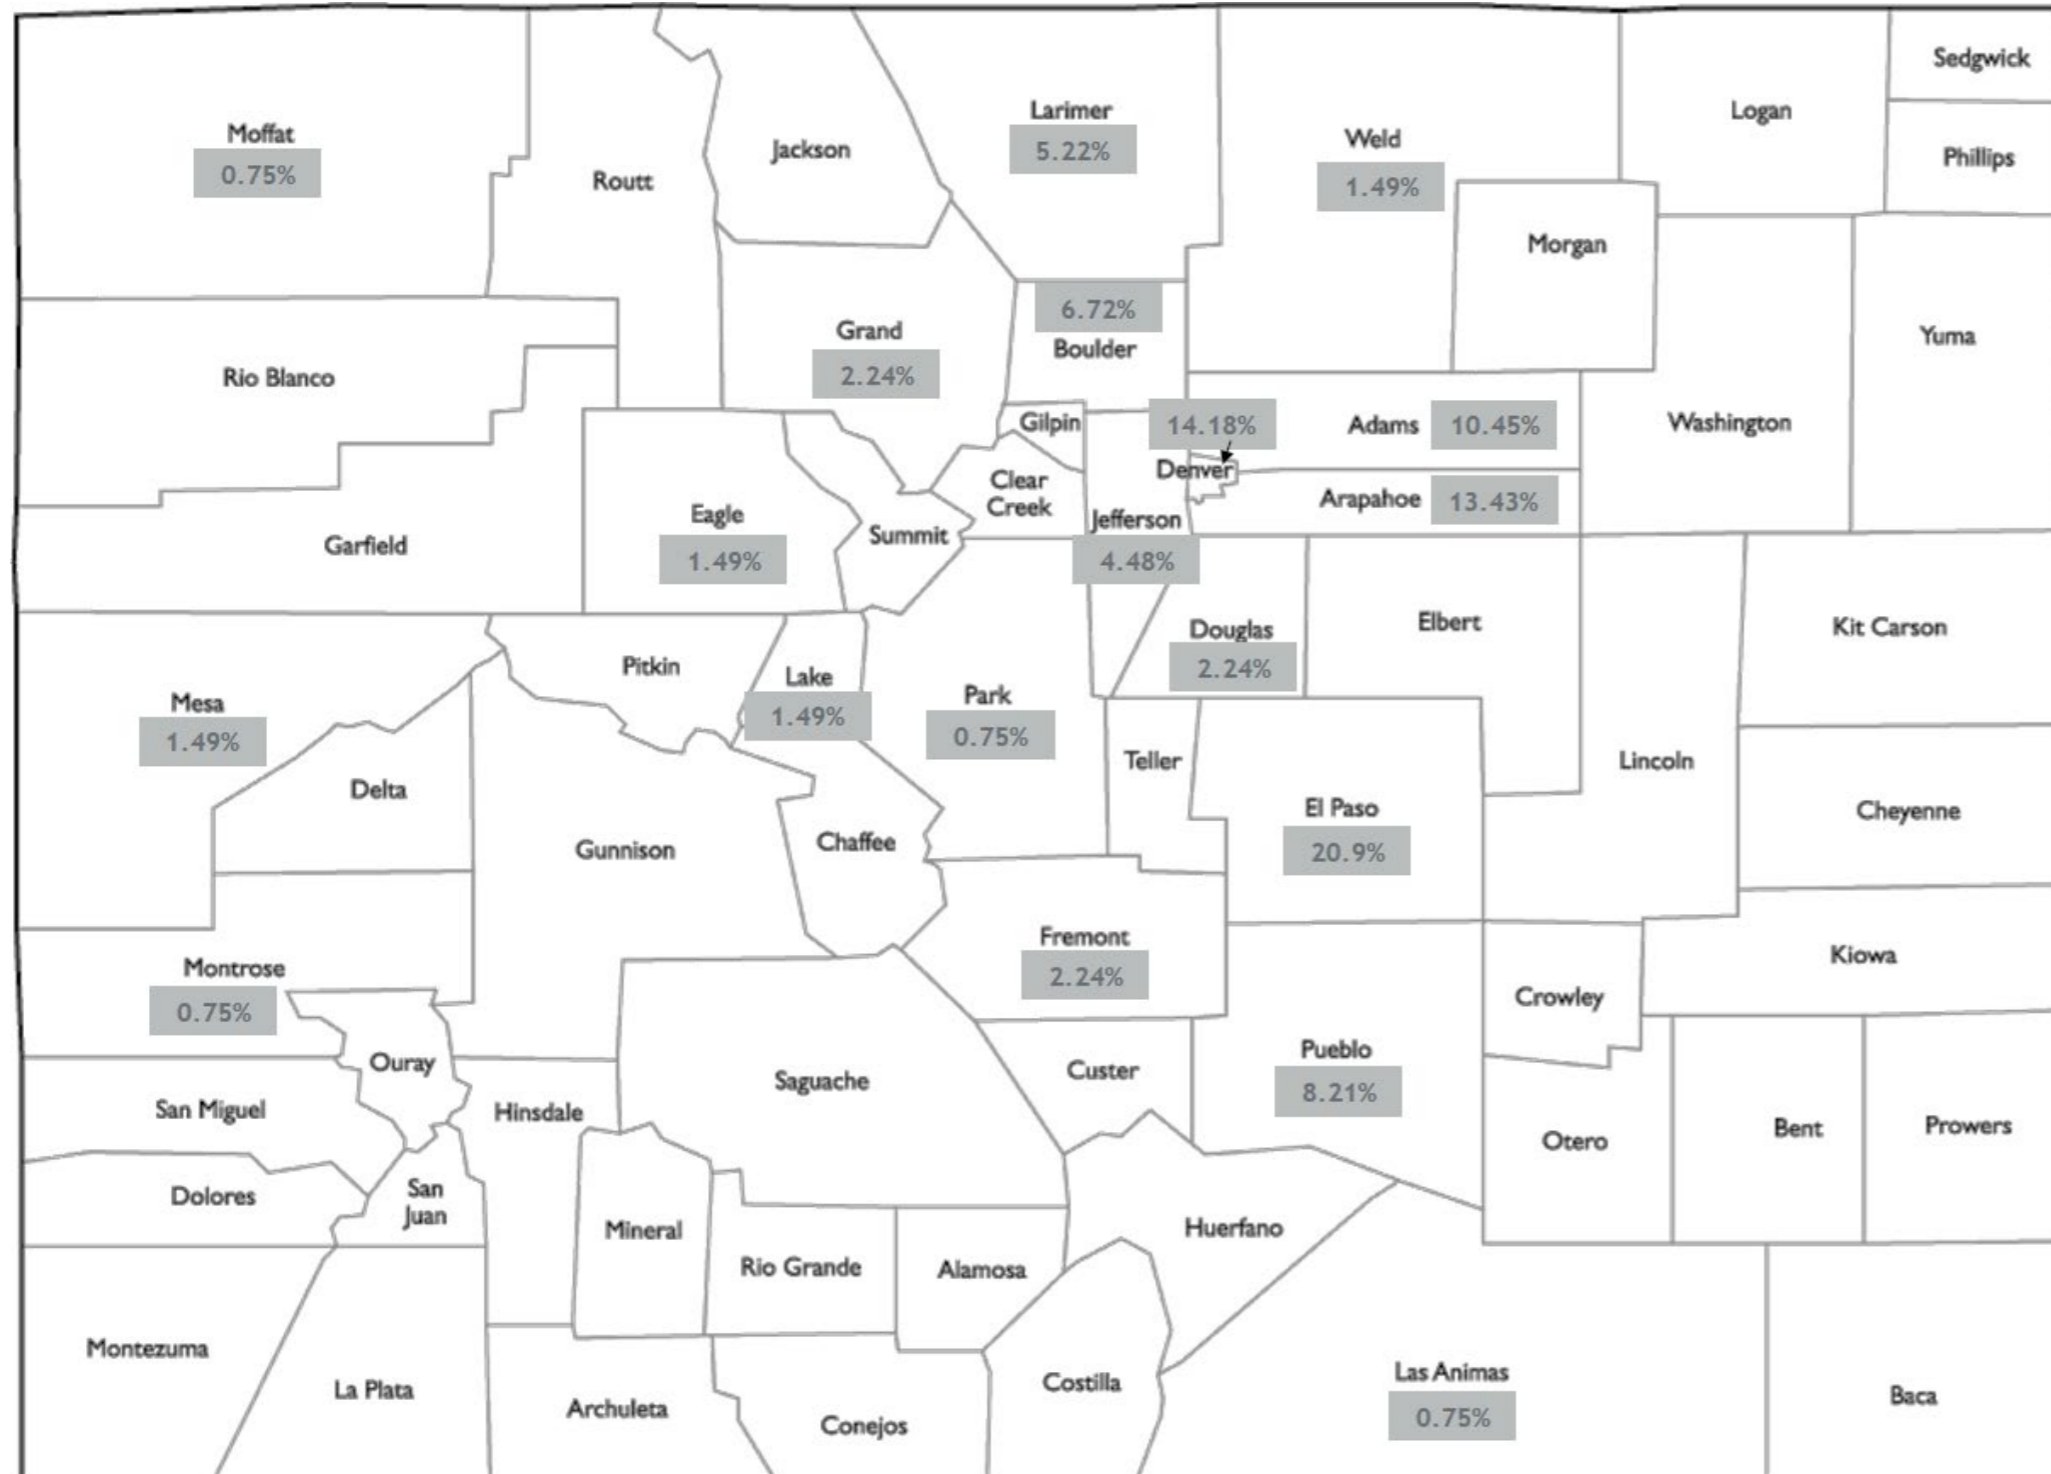 Sedgwick
Logan
Larimer
5.22%
Moffat
0.75%
Weld
1.49%
Jackson
Phillips
Routt
Morgan
6.72%
Boulder
Grand
2.24%
Yuma
Rio Blanco
Gilpin
14.18%
Adams 10.45%
Washington
Denver
Clear
Creek
Arapahoe 13.43%
Eagle
1.49%
Jefferson
4.48%
Summit
Garfield
Douglas
2.24%
Elbert
Kit Carson
Pitkin
Lake
1.49%
Park
0.75%
Mesa
1.49%
Teller
Lincoln
Delta
El Paso
20.9%
Cheyenne
Gunnison
Chaffee
Fremont
2.24%
Kiowa
Montrose
0.75%
Crowley
Pueblo
8.21%
Ouray
Custer
Saguache
San Miguel
Hinsdale
Otero
Bent
Prowers
Dolores
San
Juan
Mineral
Huerfano
Rio Grande
Alamosa
Montezuma
La Plata
Archuleta
Conejos
Costilla
Las Animas
0.75%
Baca